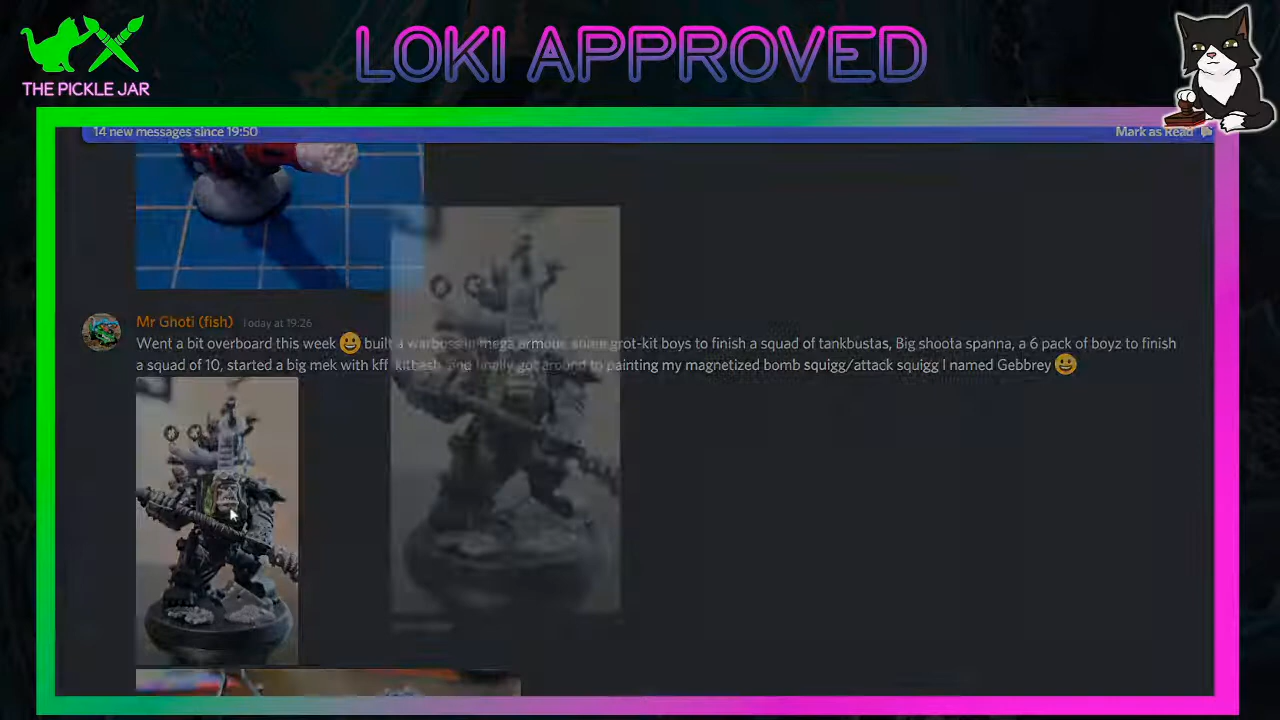 LOKI APPROVED
THE PICKLE JAR
14 new messages since 19:50
Mark as Read
Mr Ghoti (fish) Today at 19:26
Went a bit overboard this week 😀 built a warboss in mega armour, some grot-kit boys to finish a squad of tankbustas, Big shoota spanna, a 6 pack of boyz to finish
a squad of 10, started a big mek with kff kitbash and finally got around to painting my magnetized bomb squigg/attack squigg I named Gebbrey 😀